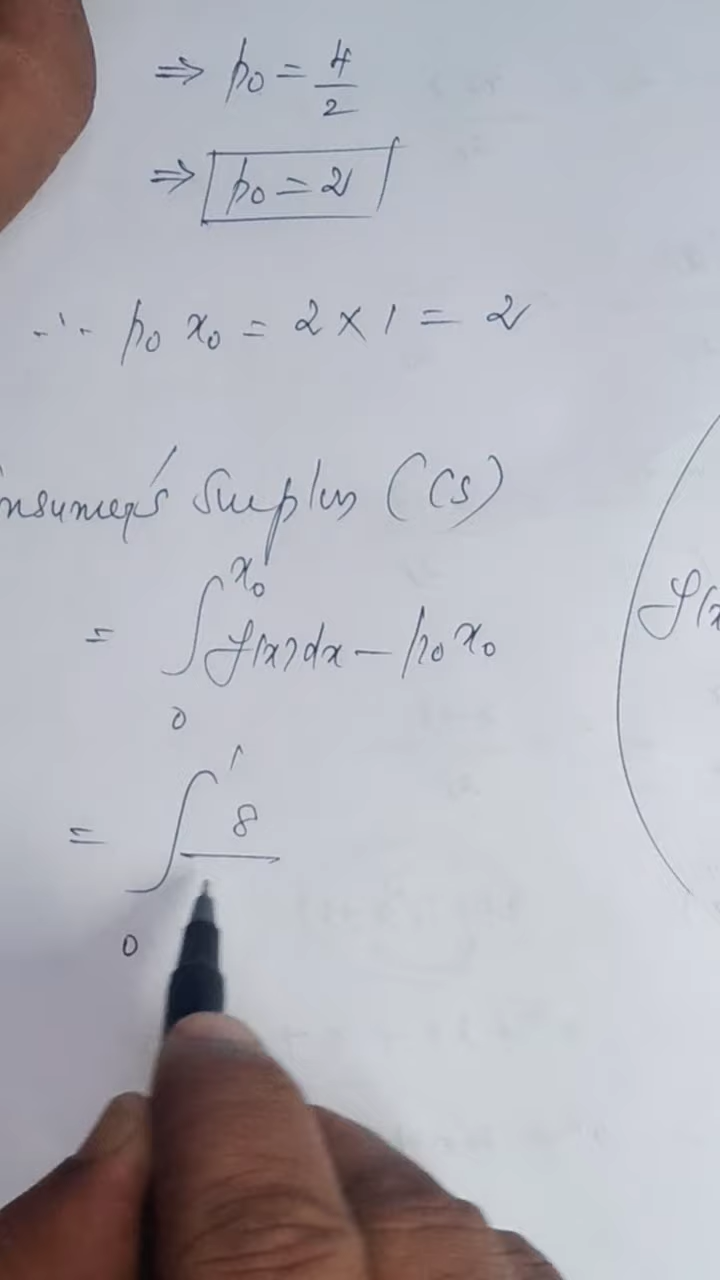 ⇒ p₀ = 4/2
⇒ p₀ = 2
∴ p₀ x₀ = 2 × 1 = 2
nsumer's Surplus (CS)
= ∫₀^x₀ f(x)dx − p₀ x₀
f(x
= ∫₀^1 8